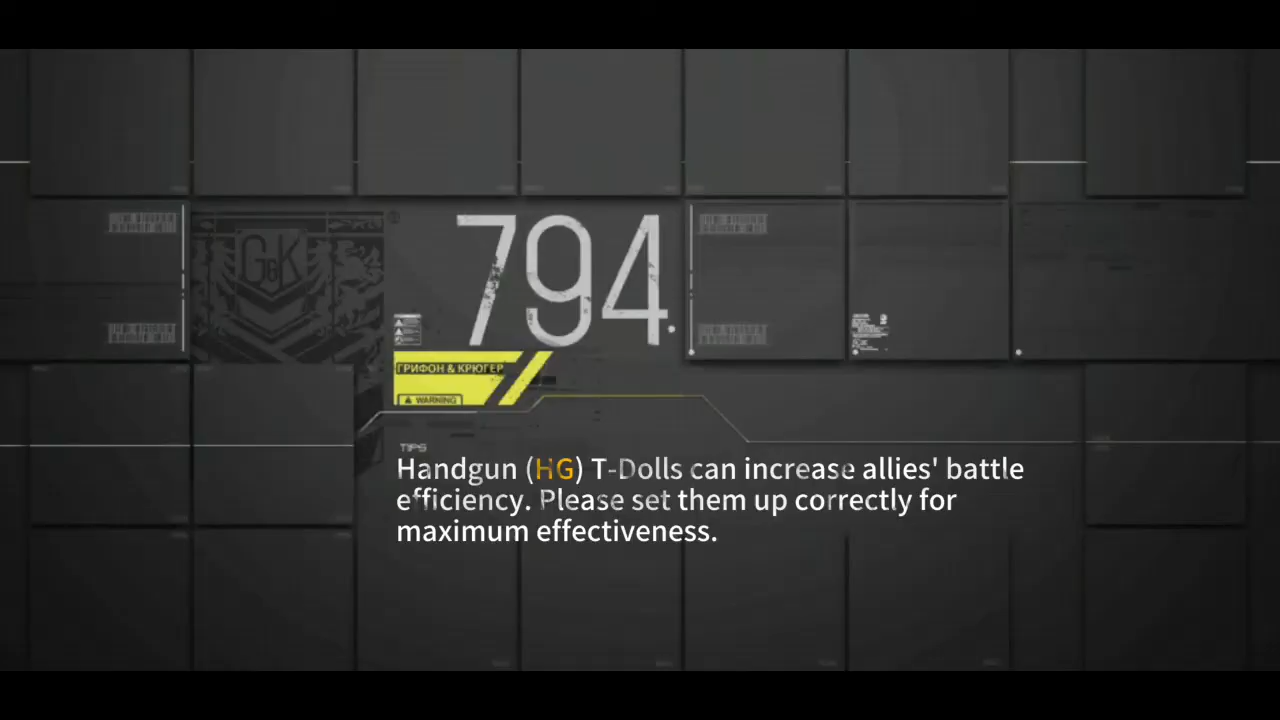 G&K
794.
ГРИФОН & КРЮГЕР
WARNING
TIPS
Handgun (HG) T-Dolls can increase allies' battle
efficiency. Please set them up correctly for
maximum effectiveness.